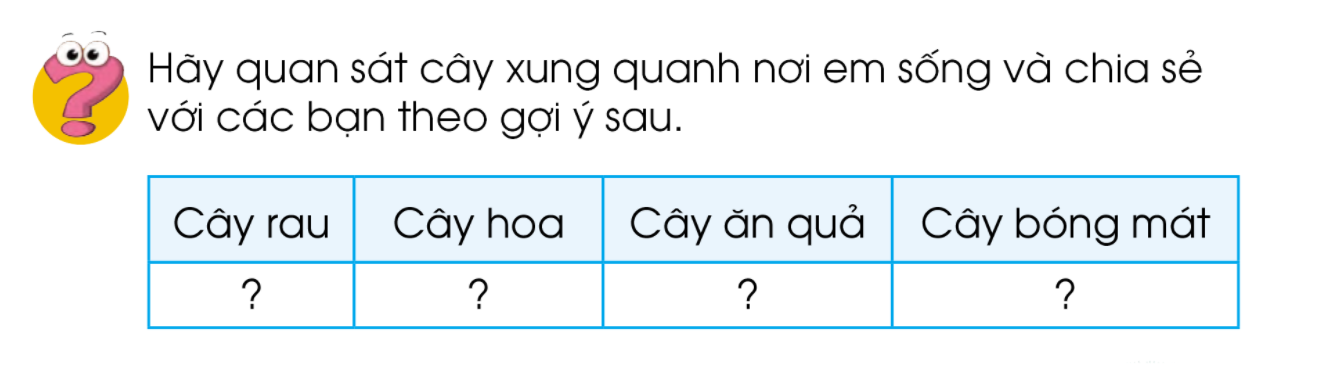 Hãy quan sát cây xung quanh nơi em sống và chia sẻ
với các bạn theo gợi ý sau.
Cây rau Cây hoa Cây ăn quả Cây bóng mát
? ? ? ?